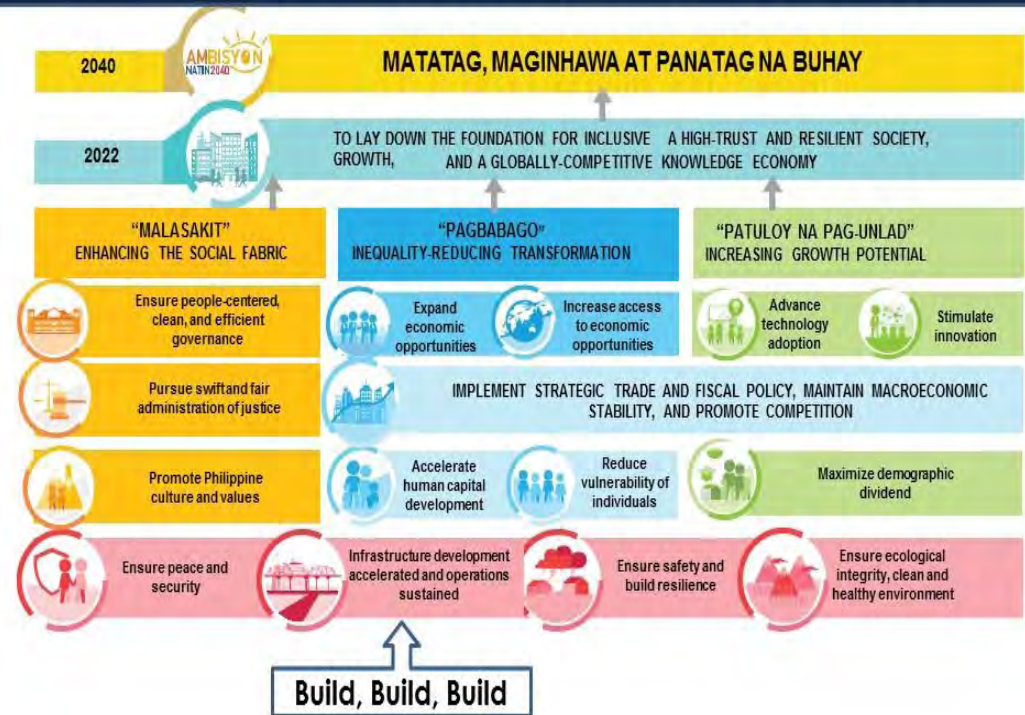 2040
AMBISYON
NATIN2040
MATATAG, MAGINHAWA AT PANATAG NA BUHAY
2022
TO LAY DOWN THE FOUNDATION FOR INCLUSIVE A HIGH-TRUST AND RESILIENT SOCIETY,
GROWTH, AND A GLOBALLY-COMPETITIVE KNOWLEDGE ECONOMY
“MALASAKIT”
ENHANCING THE SOCIAL FABRIC
“PAGBABAGO”
INEQUALITY-REDUCING TRANSFORMATION
“PATULOY NA PAG-UNLAD”
INCREASING GROWTH POTENTIAL
Ensure people-centered,
clean, and efficient
governance
Expand
economic
opportunities
Increase access
to economic
opportunities
Advance
technology
adoption
Stimulate
innovation
Pursue swift and fair
administration of justice
IMPLEMENT STRATEGIC TRADE AND FISCAL POLICY, MAINTAIN MACROECONOMIC
STABILITY, AND PROMOTE COMPETITION
Promote Philippine
culture and values
Accelerate
human capital
development
Reduce
vulnerability of
individuals
Maximize demographic
dividend
Ensure peace and
security
Infrastructure development
accelerated and operations
sustained
Ensure safety and
build resilience
Ensure ecological
integrity, clean and
healthy environment
Build, Build, Build